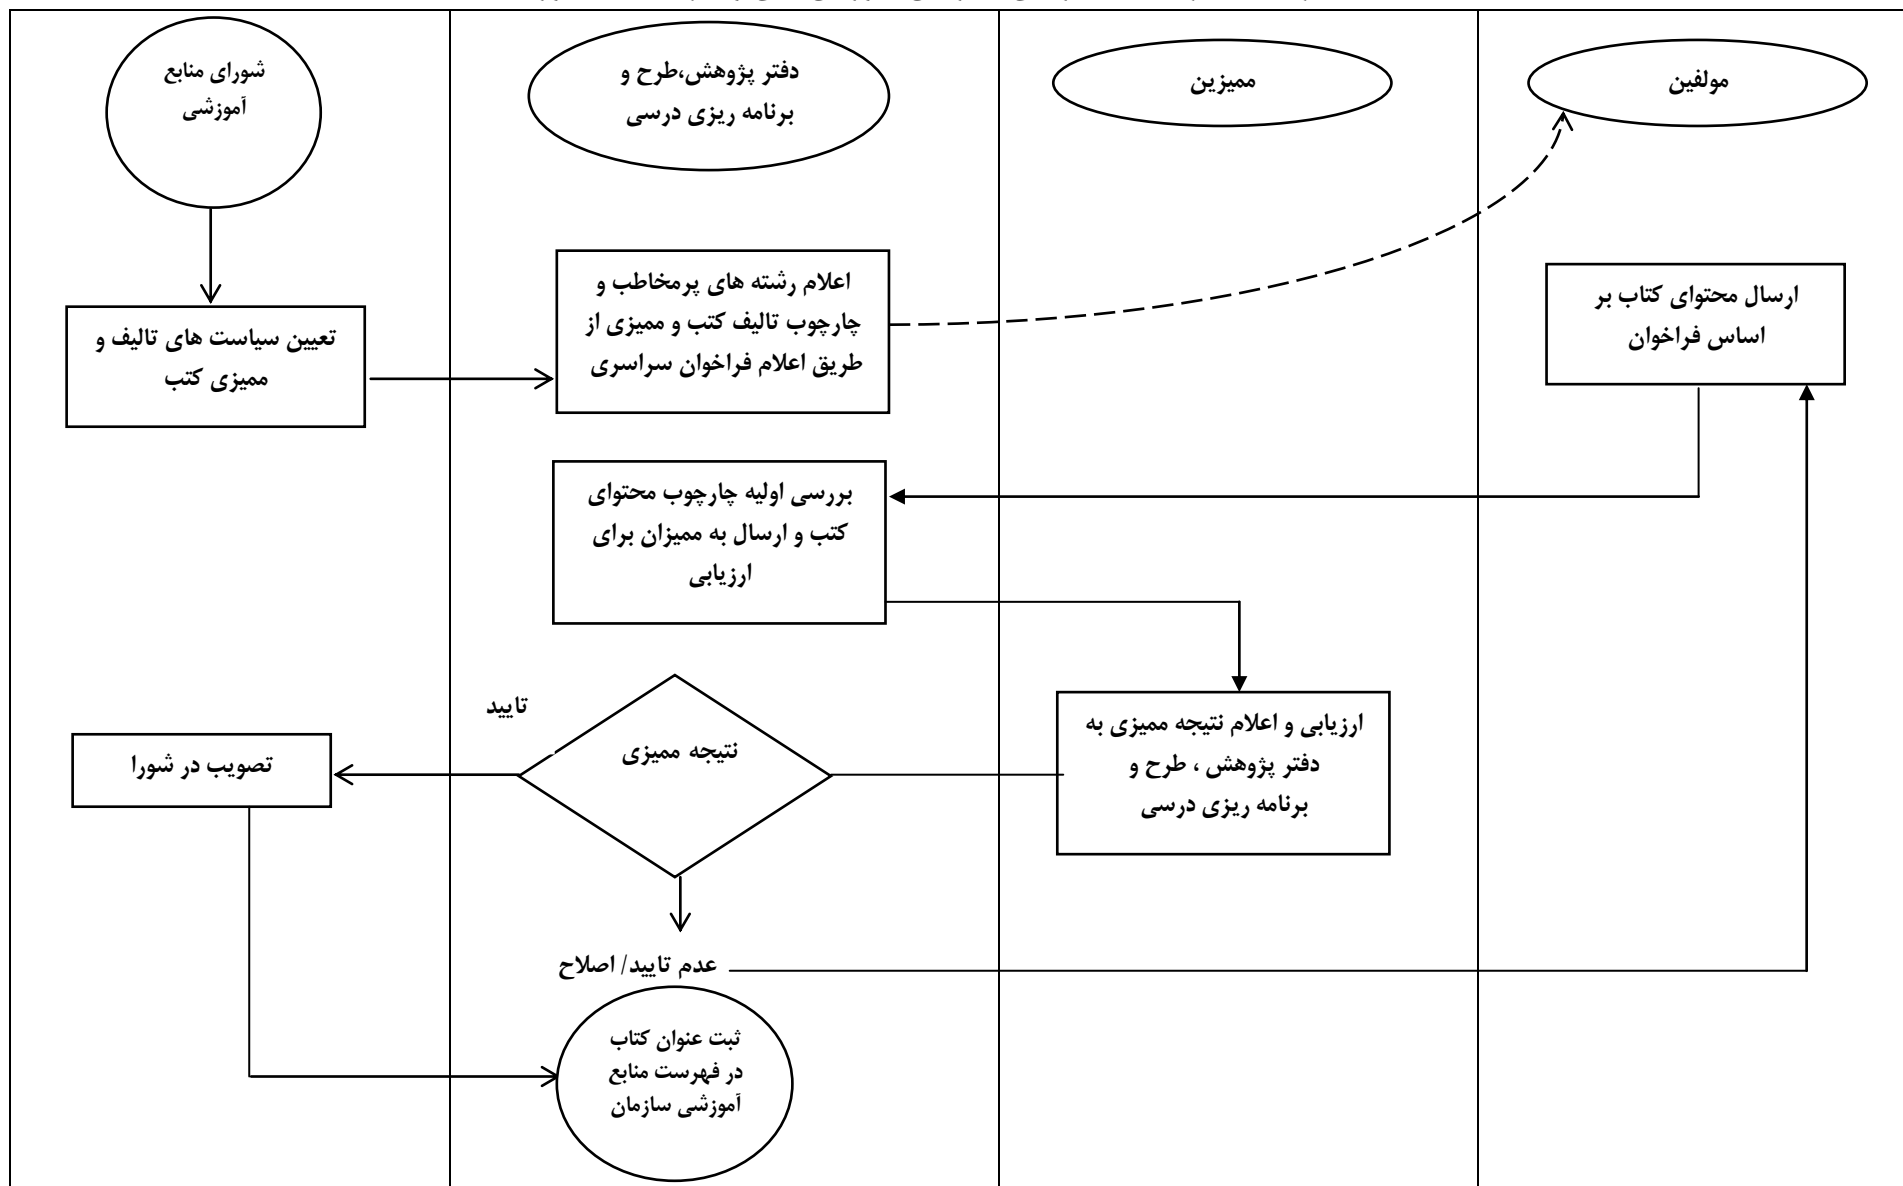 شورای منابع
آموزشی
دفتر پژوهش،طرح و
برنامه ریزی درسی
ممیزین
مولفین
تعیین سیاست های تالیف و
ممیزی کتب
اعلام رشته های پرمخاطب و
چارچوب تالیف کتب و ممیزی از
طریق اعلام فراخوان سراسری
ارسال محتوای کتاب بر
اساس فراخوان
بررسی اولیه چارچوب محتوای
کتب و ارسال به ممیزان برای
ارزیابی
ارزیابی و اعلام نتیجه ممیزی به
دفتر پژوهش ، طرح و
برنامه ریزی درسی
نتیجه ممیزی
تایید
تصویب در شورا
عدم تایید/ اصلاح
ثبت عنوان کتاب
در فهرست منابع
آموزشی سازمان